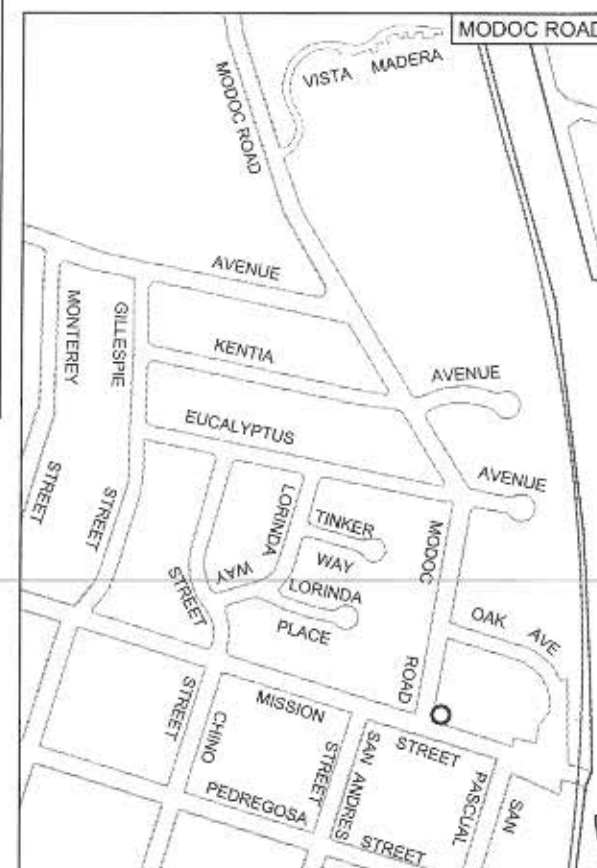 MODOC ROAD
VISTA MADERA
MODOC ROAD
AVENUE
MONTEREY
GILLESPIE
KENTIA
AVENUE
EUCALYPTUS
AVENUE
STREET
STREET
LORINDA
TINKER
WAY
MODOC
WAY
LORINDA
PLACE
STREET
OAK AVE
ROAD
STREET
CHINO
MISSION
STREET
STREET
SAN ANDRES
PASCUAL
SAN
PEDREGOSA
STREET